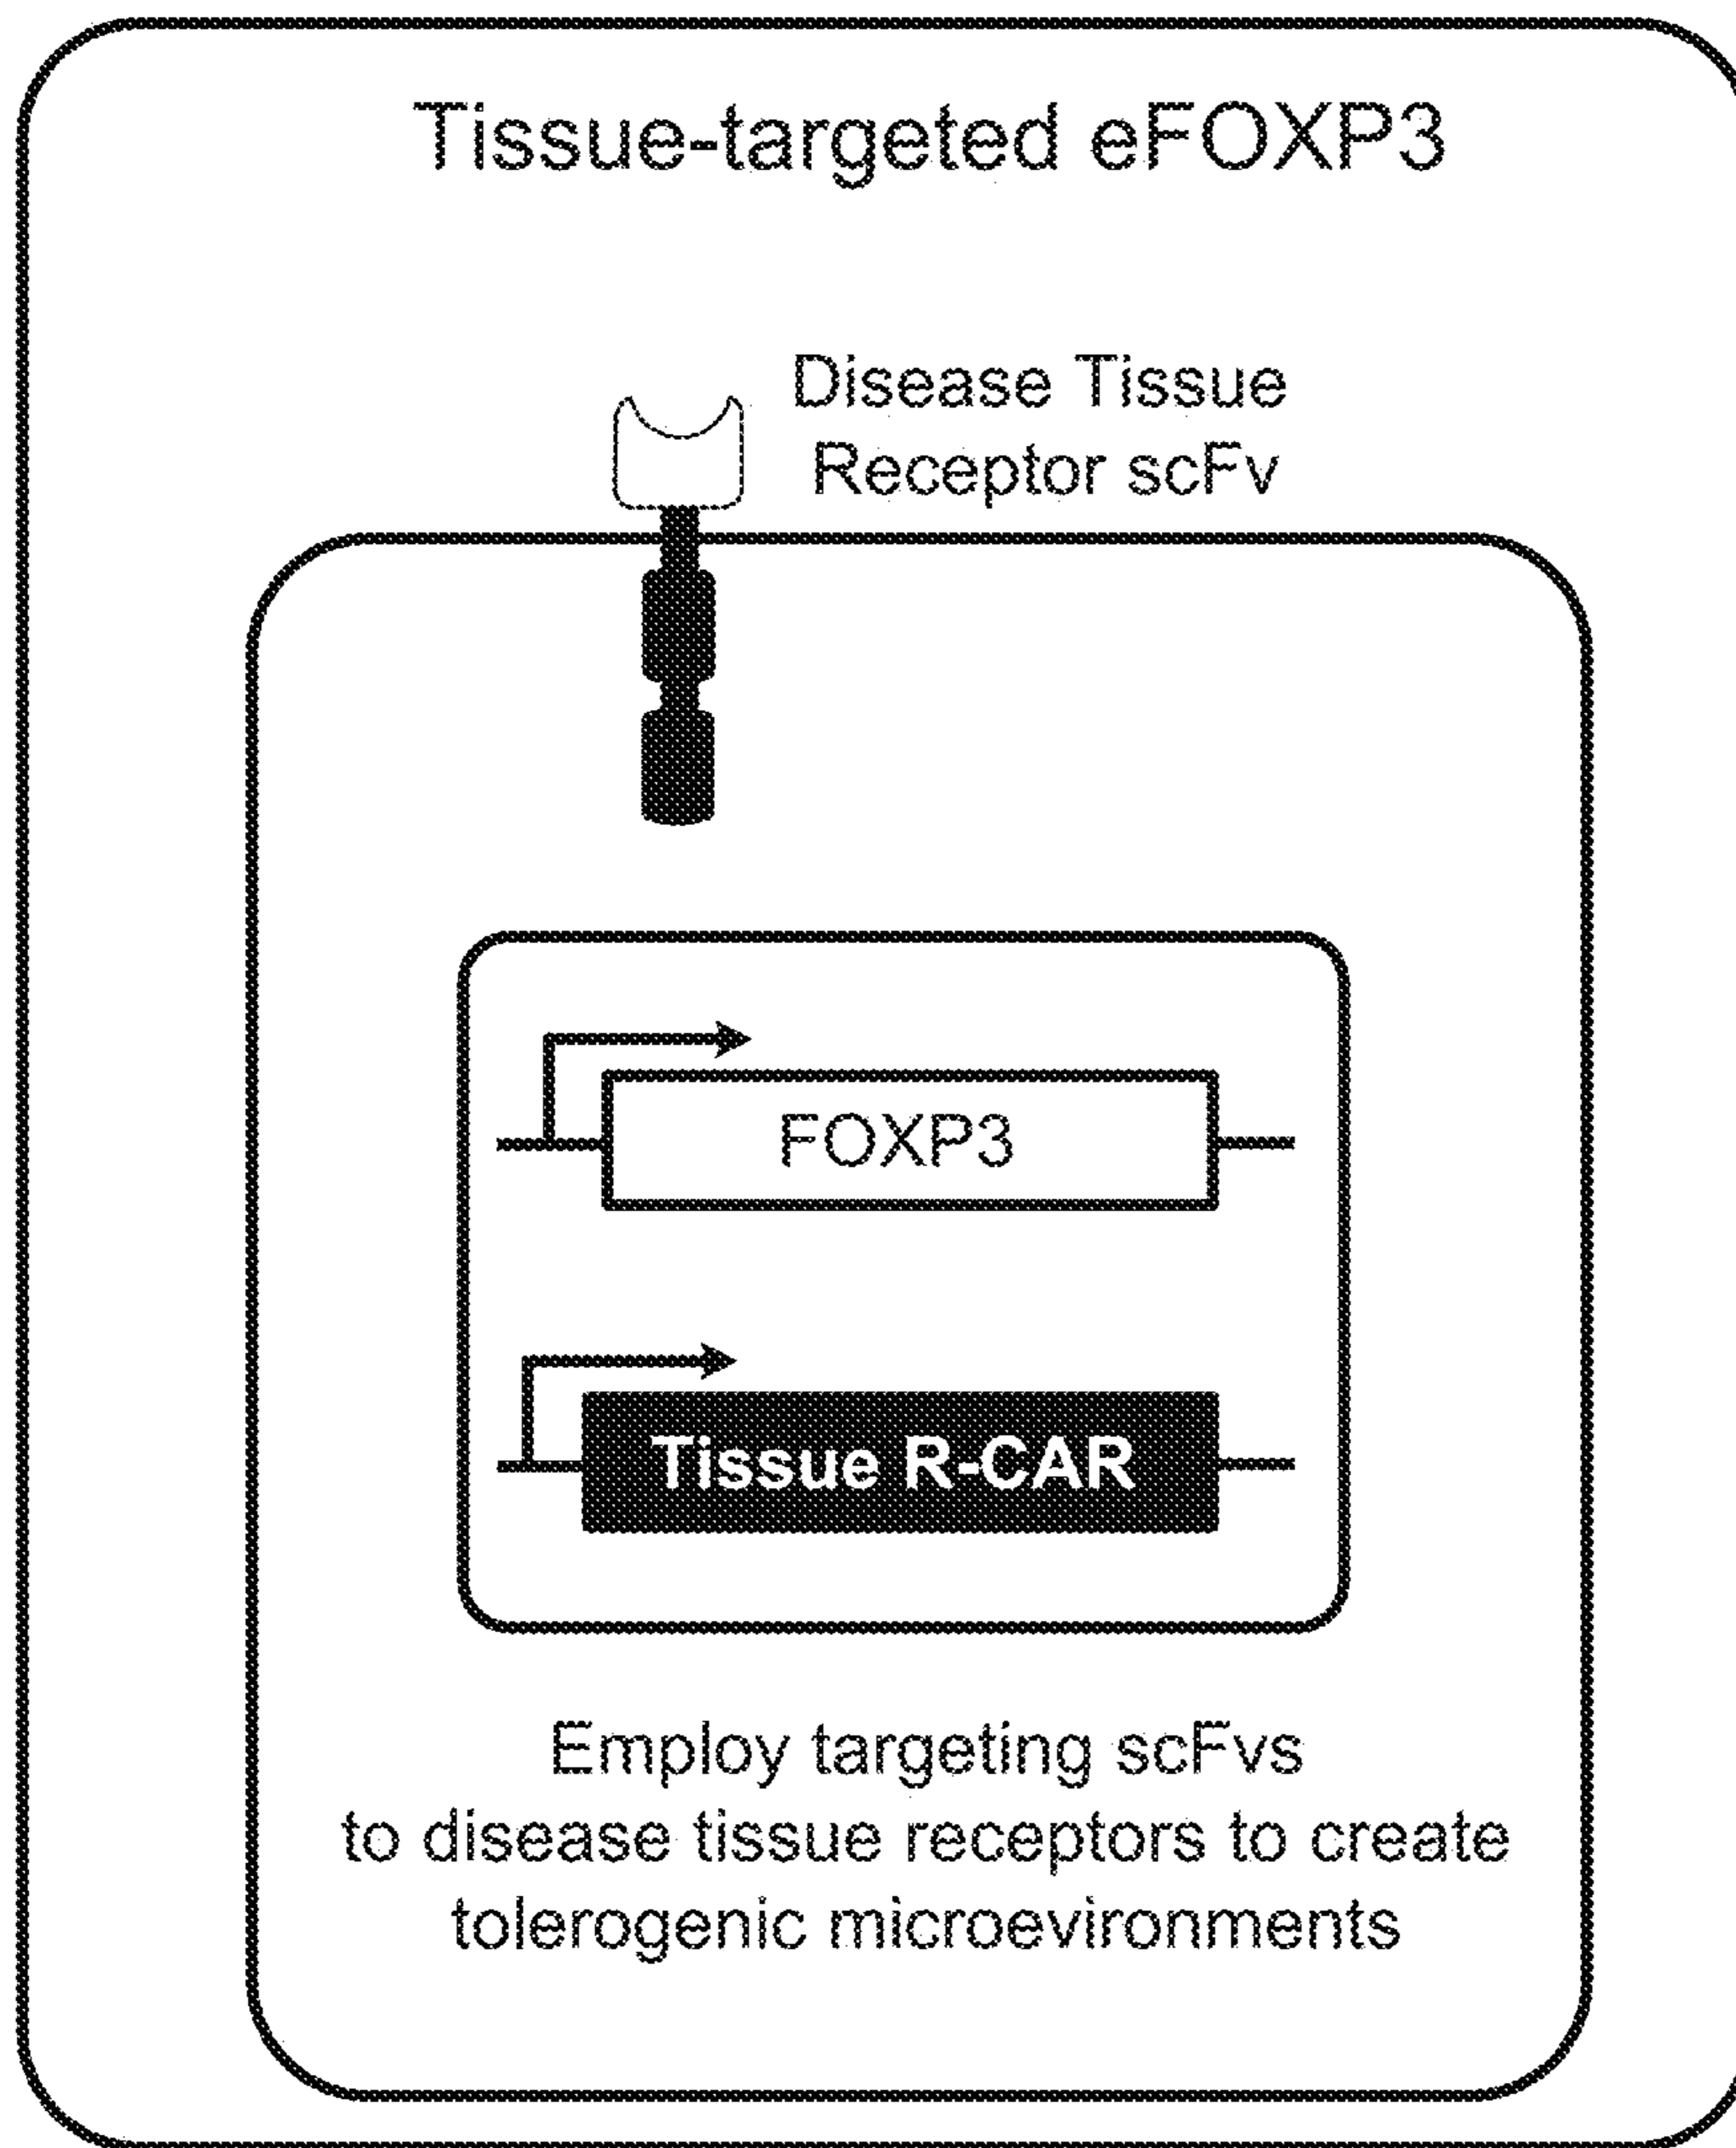 Tissue-targeted eFOXP3
Disease Tissue
Receptor scFv
FOXP3
Tissue R-CAR
Employ targeting scFvs
to disease tissue receptors to create
tolerogenic microevironments